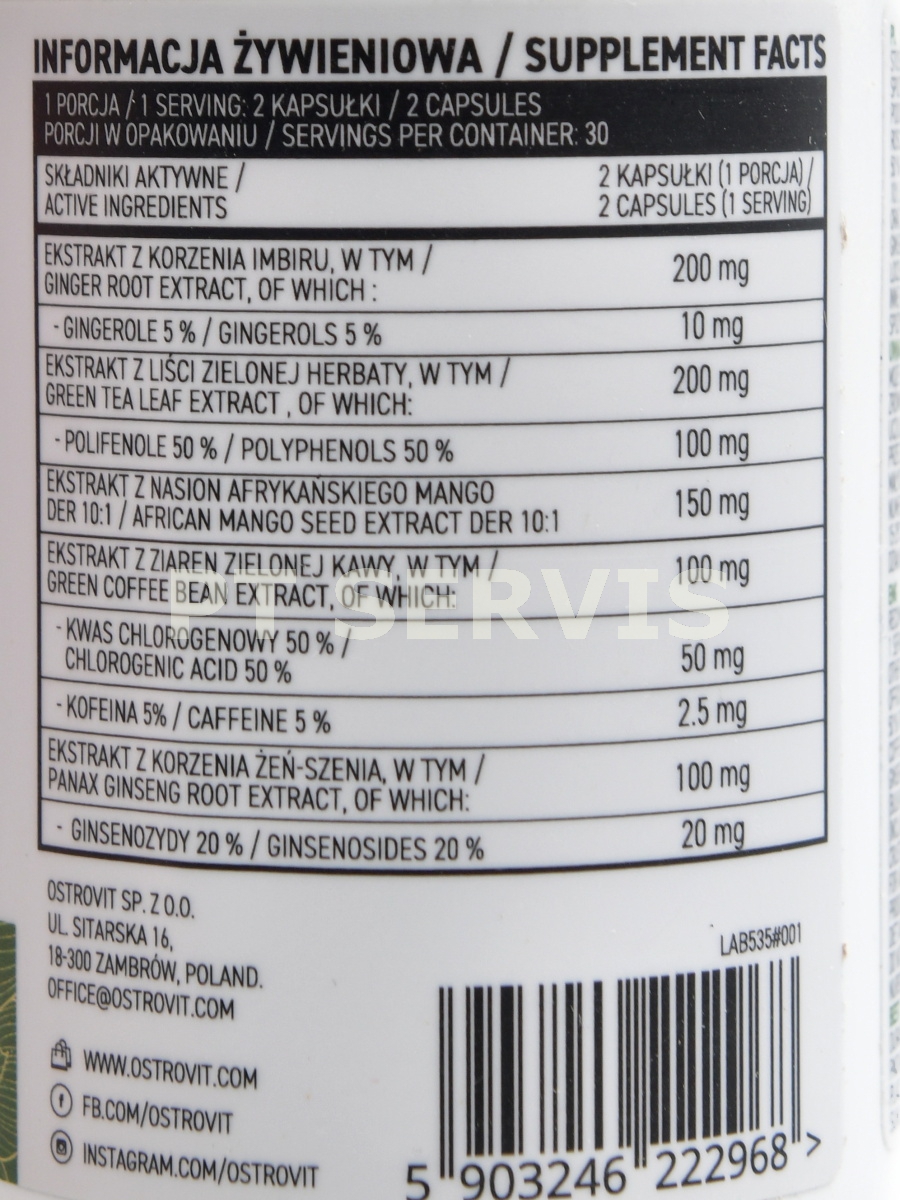 INFORMACJA ŻYWIENIOWA / SUPPLEMENT FACTS
1 PORCJA / 1 SERVING: 2 KAPSUŁKI / 2 CAPSULES
PORCJI W OPAKOWANIU / SERVINGS PER CONTAINER: 30
SKŁADNIKI AKTYWNE /
ACTIVE INGREDIENTS
2 KAPSUŁKI (1 PORCJA) /
2 CAPSULES (1 SERVING)
EKSTRAKT Z KORZENIA IMBIRU, W TYM /
GINGER ROOT EXTRACT, OF WHICH :
200 mg
- GINGEROLE 5 % / GINGEROLS 5 %
10 mg
EKSTRAKT Z LIŚCI ZIELONEJ HERBATY, W TYM /
GREEN TEA LEAF EXTRACT , OF WHICH:
200 mg
- POLIFENOLE 50 % / POLYPHENOLS 50 %
100 mg
EKSTRAKT Z NASION AFRYKAŃSKIEGO MANGO
DER 10:1 / AFRICAN MANGO SEED EXTRACT DER 10:1
150 mg
EKSTRAKT Z ZIAREN ZIELONEJ KAWY, W TYM /
GREEN COFFEE BEAN EXTRACT, OF WHICH:
100 mg
PT SERVIS
- KWAS CHLOROGENOWY 50 % /
CHLOROGENIC ACID 50 %
50 mg
- KOFEINA 5% / CAFFEINE 5 %
2.5 mg
EKSTRAKT Z KORZENIA ŻEŃ-SZENIA, W TYM /
PANAX GINSENG ROOT EXTRACT, OF WHICH:
100 mg
- GINSENOZYDY 20 % / GINSENOSIDES 20 %
20 mg
OSTROVIT SP. Z O.O.
UL. SITARSKA 16,
18-300 ZAMBRÓW, POLAND.
OFFICE@OSTROVIT.COM
WWW.OSTROVIT.COM
FB.COM/OSTROVIT
INSTAGRAM.COM/OSTROVIT
LAB535#001
5 903246 222968 >